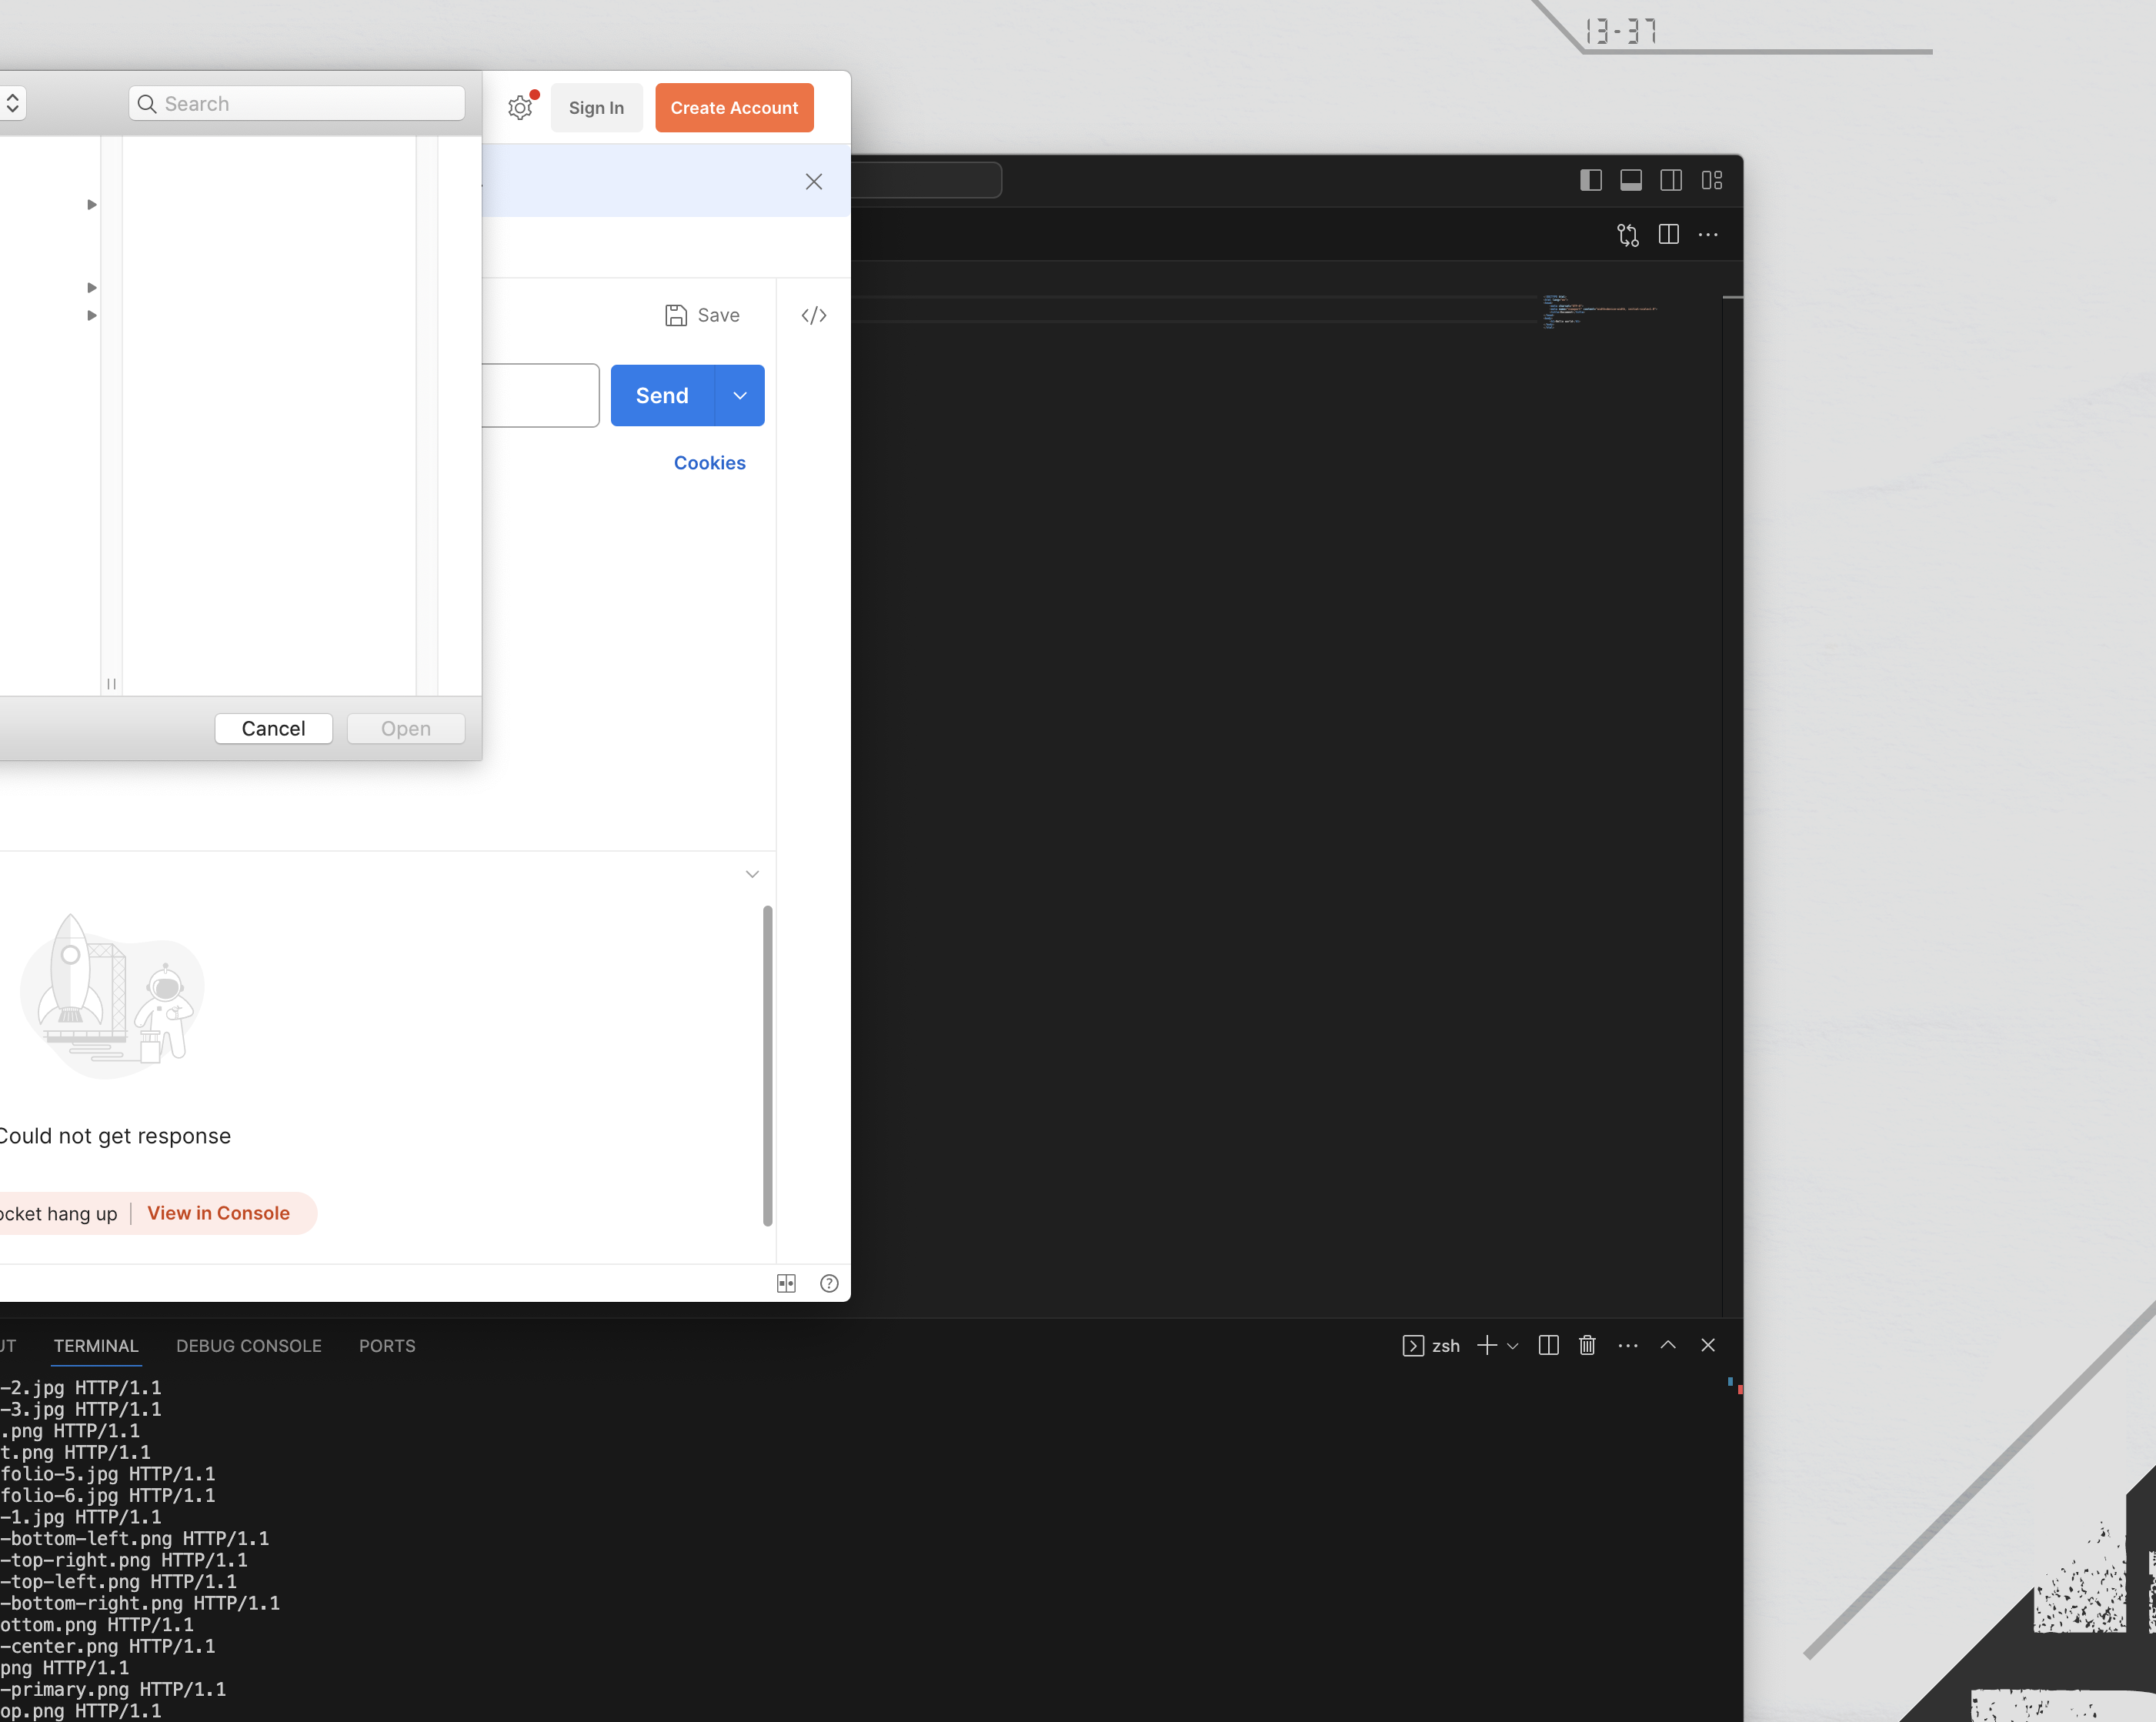 13-37
Search
Sign In
Create Account
Save
</>
Send
Cookies
Cancel
Open
Could not get response
ocket hang up
View in Console
UT
TERMINAL
DEBUG CONSOLE
PORTS
zsh
-2.jpg HTTP/1.1
-3.jpg HTTP/1.1
.png HTTP/1.1
t.png HTTP/1.1
folio-5.jpg HTTP/1.1
folio-6.jpg HTTP/1.1
-1.jpg HTTP/1.1
-bottom-left.png HTTP/1.1
-top-right.png HTTP/1.1
-top-left.png HTTP/1.1
-bottom-right.png HTTP/1.1
ottom.png HTTP/1.1
-center.png HTTP/1.1
png HTTP/1.1
-primary.png HTTP/1.1
op.png HTTP/1.1